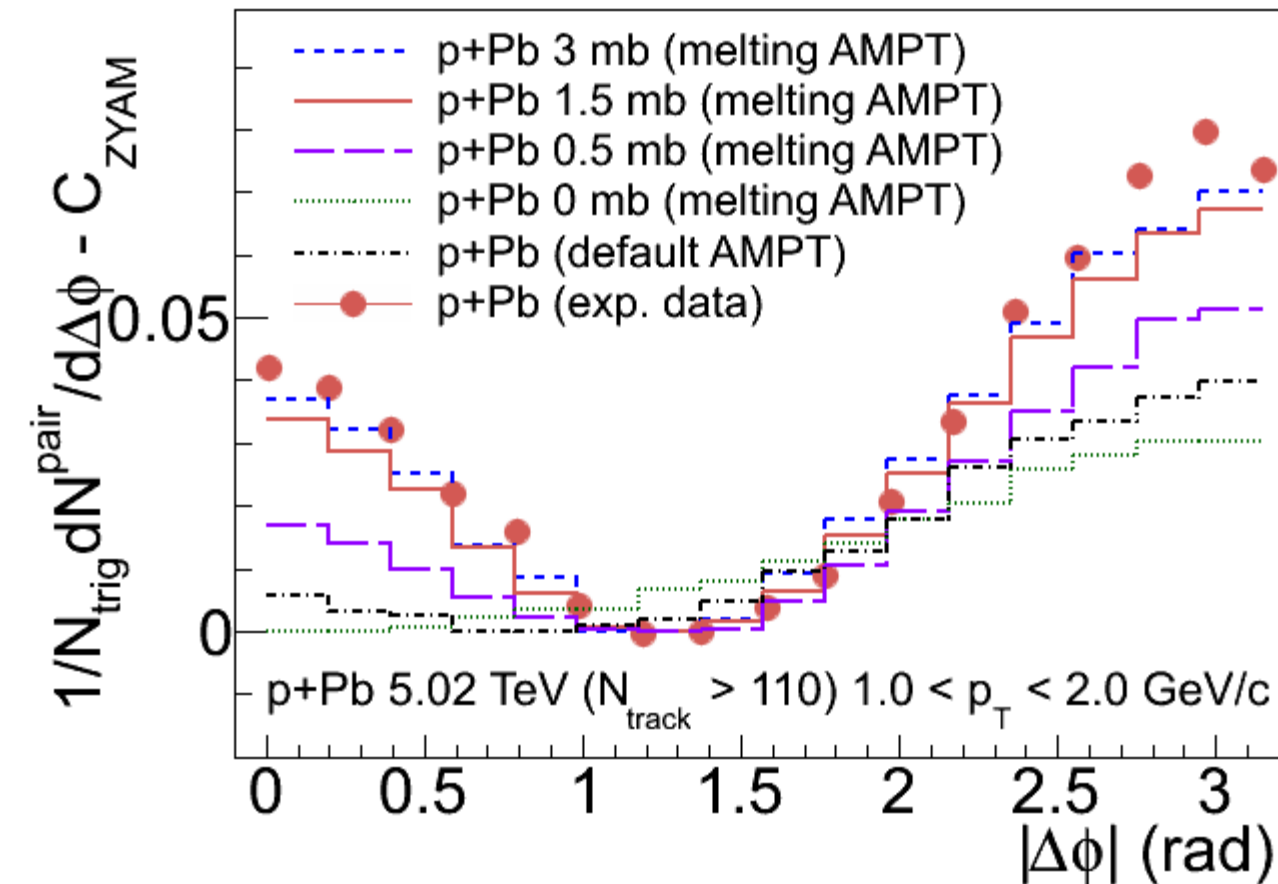 p+Pb 3 mb (melting AMPT)
p+Pb 1.5 mb (melting AMPT)
p+Pb 0.5 mb (melting AMPT)
p+Pb 0 mb (melting AMPT)
p+Pb (default AMPT)
p+Pb (exp. data)
1/N_trig dN^pair/dΔϕ - C_ZYAM
0.05
0
p+Pb 5.02 TeV (N_track > 110) 1.0 < p_T < 2.0 GeV/c
0 0.5 1 1.5 2 2.5 3
|Δϕ| (rad)